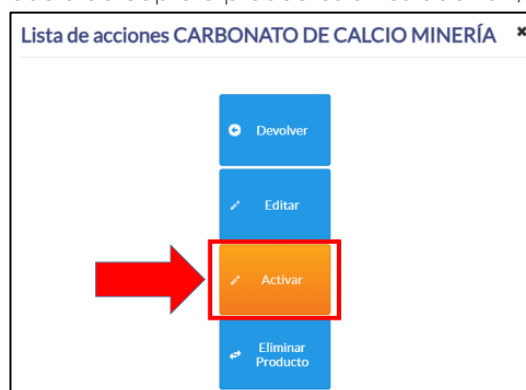 Lista de acciones CARBONATO DE CALCIO MINERÍA ×
Devolver
Editar
Activar
Eliminar
Producto